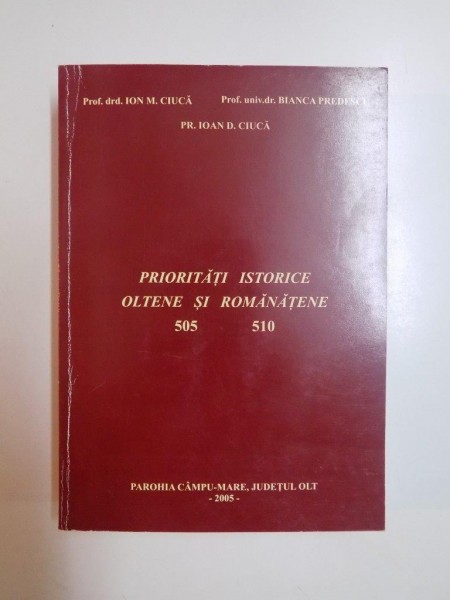 Prof. drd. ION M. CIUCĂ Prof. univ.dr. BIANCA PREDESCU
PR. IOAN D. CIUCĂ
PRIORITĂȚI ISTORICE
OLTENE ȘI ROMĂNĂȚENE
505 510
PAROHIA CÂMPU-MARE, JUDEȚUL OLT
- 2005 -